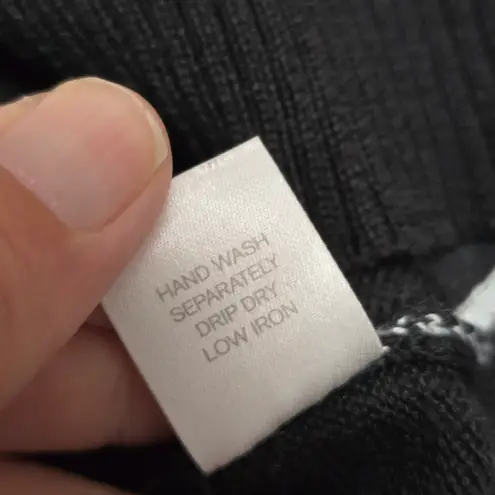 HAND WASH
SEPARATELY
DRIP DRY
LOW IRON